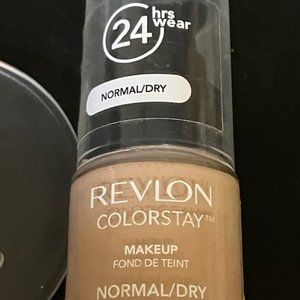 24 hrs
wear
NORMAL/DRY
REVLON
COLORSTAY™
MAKEUP
FOND DE TEINT
NORMAL/DRY